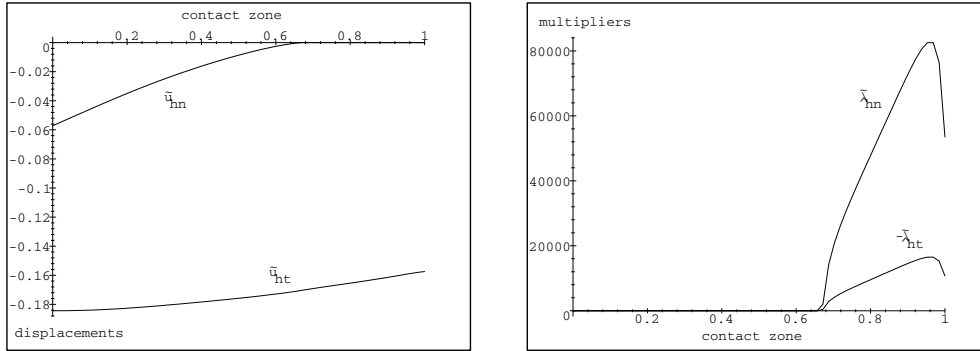 contact zone
0 0.2 0.4 0.6 0.8 1
-0.02
-0.04
-0.06
-0.08
-0.1
-0.12
-0.14
-0.16
-0.18
ũhn
ũht
displacements
multipliers
80000
60000
40000
20000
0 0.2 0.4 0.6 0.8 1
λ̃hn
-λ̃ht
contact zone